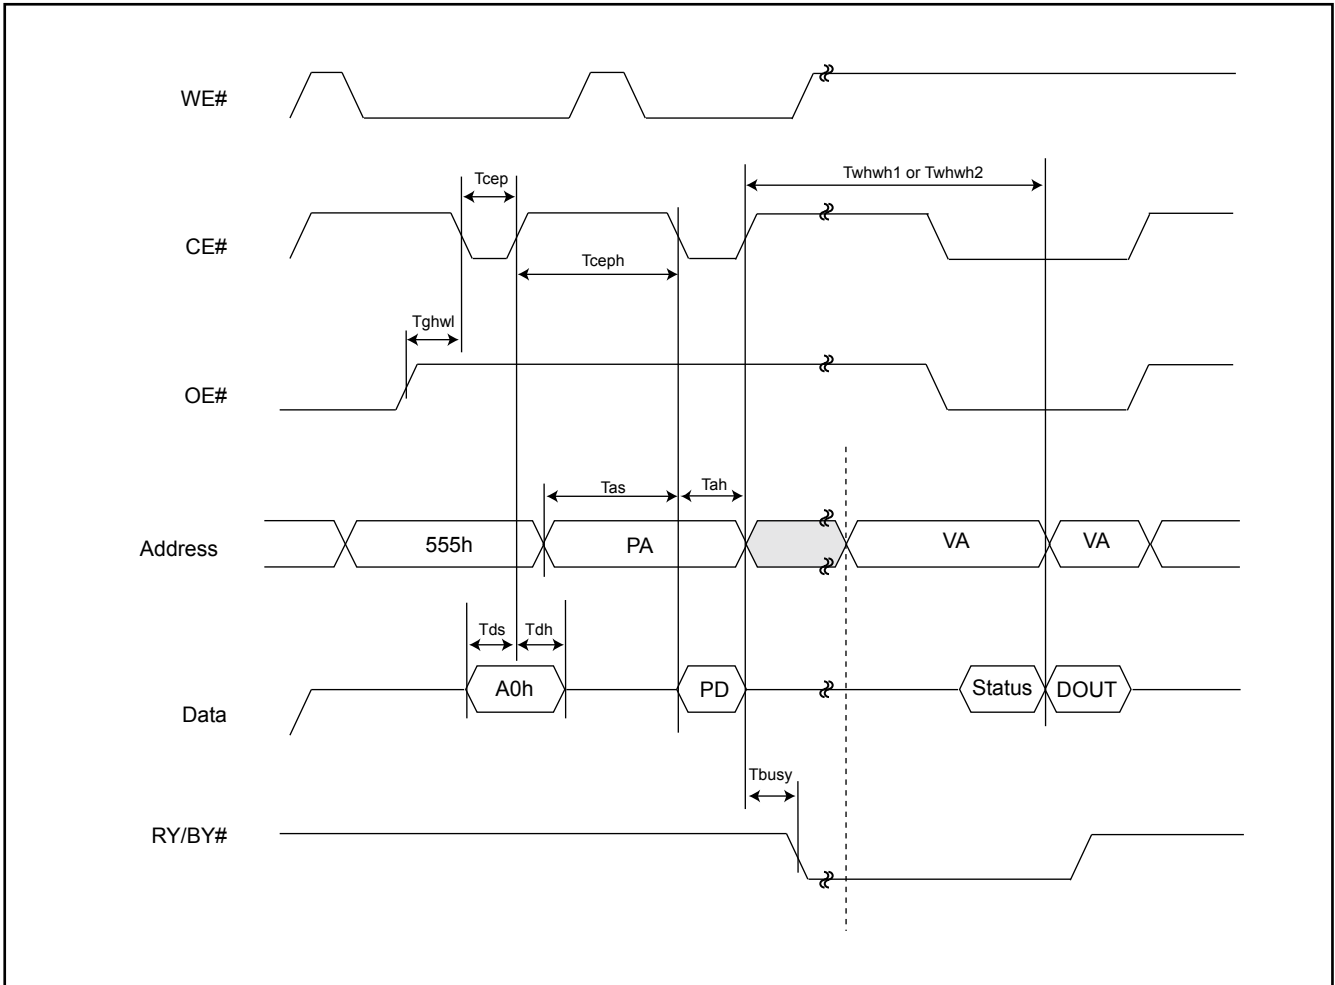 WE#
Tcep
Twhwh1 or Twhwh2
CE#
Tceph
Tghwl
OE#
Tas
Tah
Address
555h
PA
VA
VA
Tds
Tdh
Data
A0h
PD
Status
DOUT
Tbusy
RY/BY#